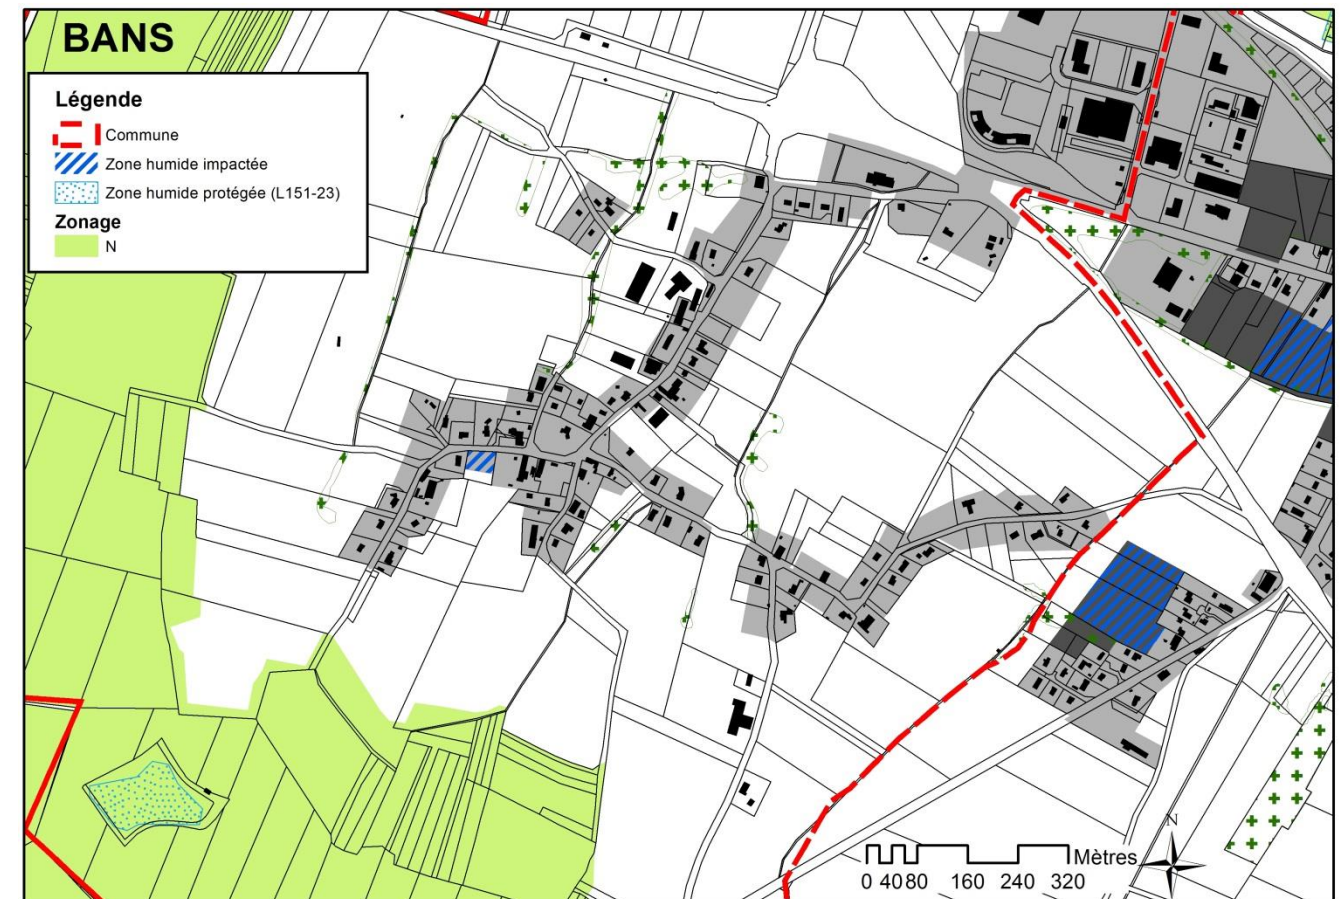 BANS
Légende
Commune
Zone humide impactée
Zone humide protégée (L151-23)
Zonage
N
N
Mètres
0 40 80 160 240 320